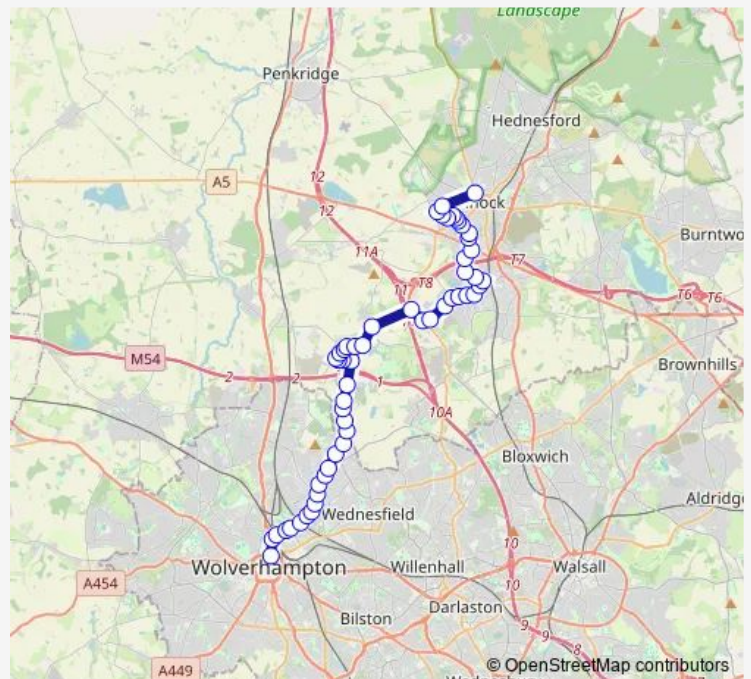 Landscape
Penkridge
Hednesford
12
A5
12
nock
11A
Burntwo
T7
T8
11
T6
T6
M54
2
2
1
Brownhills
10A
Bloxwich
Aldridge
Wednesfield
10
Wolverhampton
Willenhall
Walsall
A454
10
Darlaston
Bilston
9
9
8
A449
© OpenStreetMap contributors